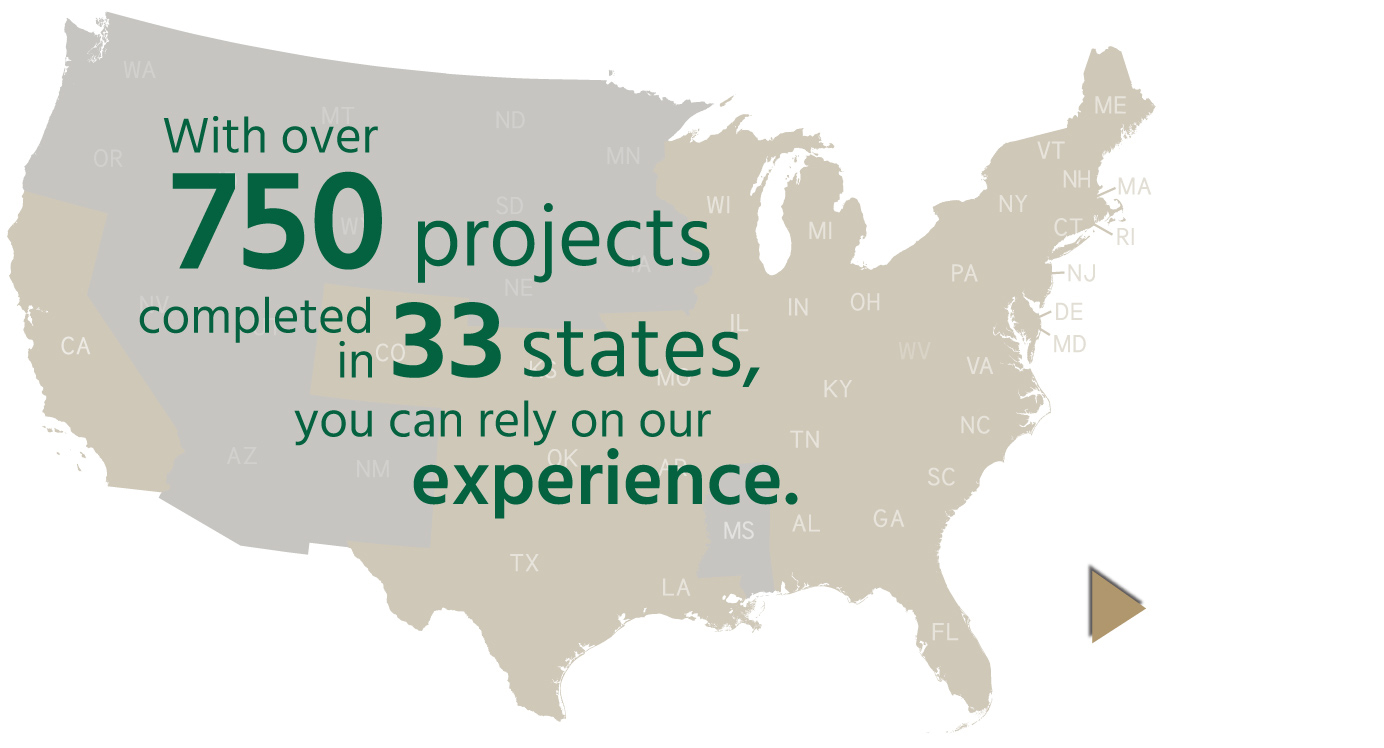 With over
750 projects
completed
in 33 states,
you can rely on our
experience.
WA
MT
ND
OR
MN
SD
NE
NV
CA
CO
KS
MO
AZ
NM
OK
AR
TX
LA
MS
AL
GA
FL
SC
NC
TN
KY
VA
WV
IL
IN
OH
PA
WI
MI
NY
VT
NH
ME
MA
CT
RI
NJ
DE
MD